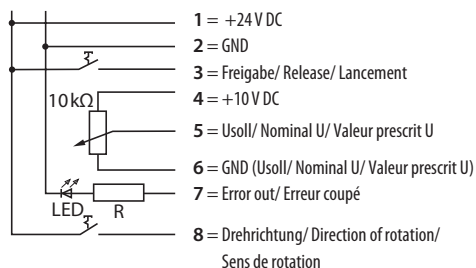 1 = +24 V DC
2 = GND
3 = Freigabe/ Release/ Lancement
10 kΩ
4 = +10 V DC
5 = Usoll/ Nominal U/ Valeur prescrit U
6 = GND (Usoll/ Nominal U/ Valeur prescrit U)
7 = Error out/ Erreur coupé
LED
R
8 = Drehrichtung/ Direction of rotation/
Sens de rotation